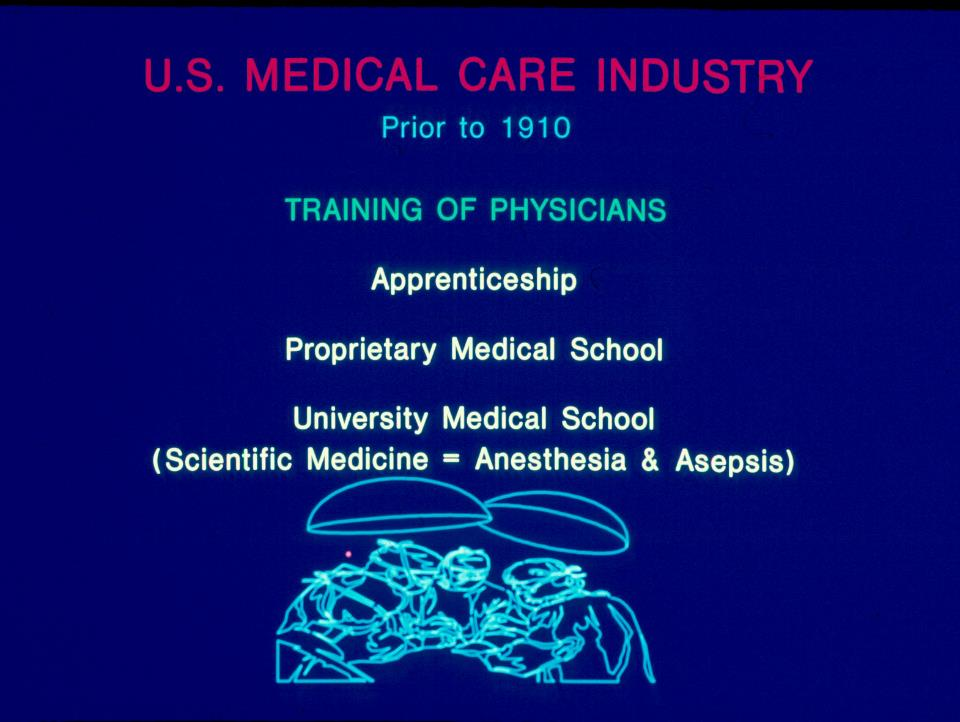 U.S. MEDICAL CARE INDUSTRY
Prior to 1910
TRAINING OF PHYSICIANS
Apprenticeship
Proprietary Medical School
University Medical School
(Scientific Medicine = Anesthesia & Asepsis)